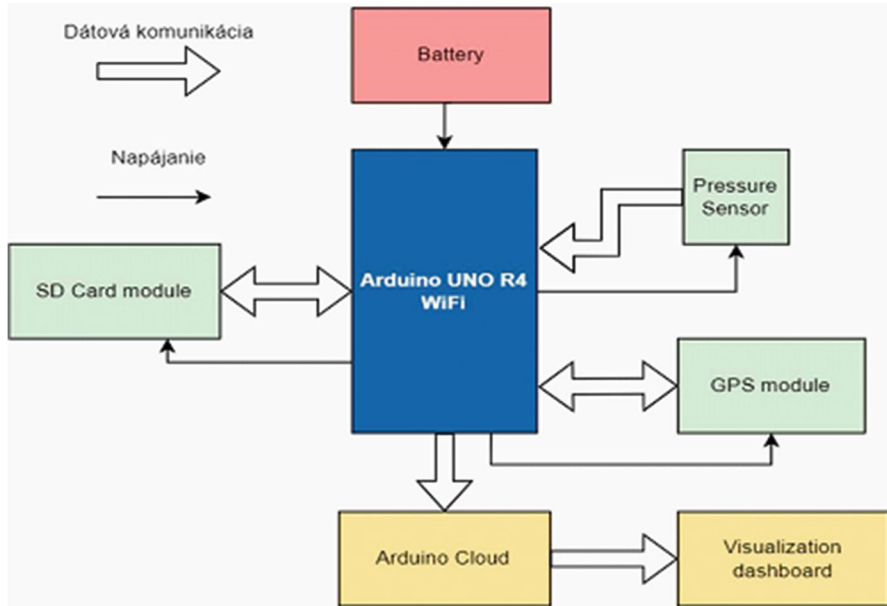 Dátová komunikácia
Battery
Napájanie
Pressure
Sensor
SD Card module
Arduino UNO R4
WiFi
GPS module
Arduino Cloud
Visualization
dashboard